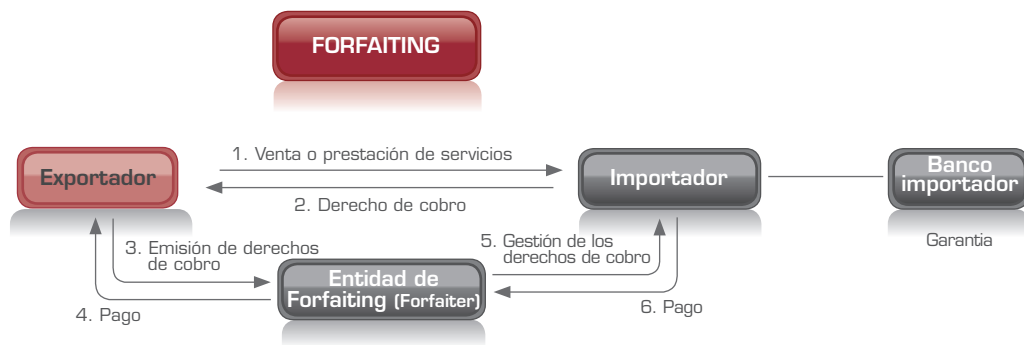 FORFAITING
1. Venta o prestación de servicios
Exportador
Importador
Banco
importador
2. Derecho de cobro
Garantia
3. Emisión de derechos
de cobro
5. Gestión de los
derechos de cobro
Entidad de
Forfaiting (Forfaiter)
4. Pago
6. Pago